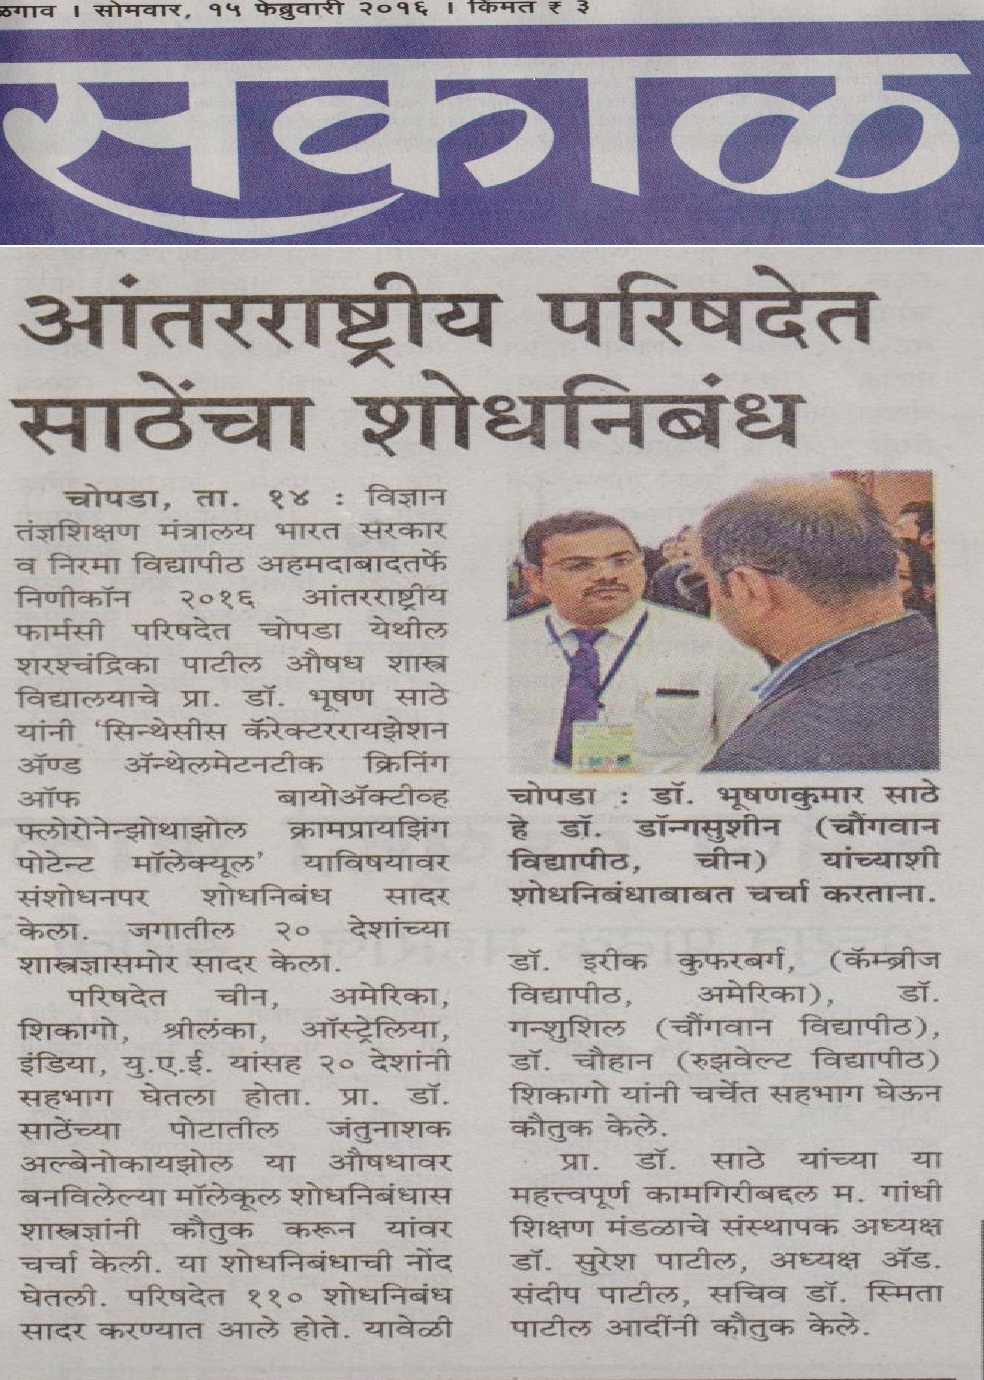 ळगाव । सोमवार, १५ फेब्रुवारी २०१६ । किंमत ₹ ३
सकाळ
आंतरराष्ट्रीय परिषदेत
साठेंचा शोधनिबंध
चोपडा, ता. १४ : विज्ञान
तंज्ञशिक्षण मंत्रालय भारत सरकार
व निरमा विद्यापीठ अहमदाबादतर्फे
निणीकॉन २०१६ आंतरराष्ट्रीय
फार्मसी परिषदेत चोपडा येथील
शरश्चंद्रिका पाटील औषध शास्त्र
विद्यालयाचे प्रा. डॉ. भूषण साठे
यांनी ‘सिन्थेसीस कॅरेक्टररायझेशन
ॲण्ड ॲन्थेलमेटनटीक क्रिनिंग
ऑफ बायोॲक्टीव्ह
फ्लोरोनेन्झोथाझोल क्रामप्रायझिंग
पोटेन्ट मॉलेक्यूल’ याविषयावर
संशोधनपर शोधनिबंध सादर
केला. जगातील २० देशांच्या
शास्त्रज्ञासमोर सादर केला.
परिषदेत चीन, अमेरिका,
शिकागो, श्रीलंका, ऑस्ट्रेलिया,
इंडिया, यु.ए.ई. यांसह २० देशांनी
सहभाग घेतला होता. प्रा. डॉ.
साठेंच्या पोटातील जंतुनाशक
अल्बेनोकायझोल या औषधावर
बनविलेल्या मॉलेकूल शोधनिबंधास
शास्त्रज्ञांनी कौतुक करून यांवर
चर्चा केली. या शोधनिबंधाची नोंद
घेतली. परिषदेत ११० शोधनिबंध
सादर करण्यात आले होते. यावेळी
चोपडा : डॉ. भूषणकुमार साठे
हे डॉ. डॉन्गसुशीन (चौंगवान
विद्यापीठ, चीन) यांच्याशी
शोधनिबंधाबाबत चर्चा करताना.
डॉ. इरीक कुफरबर्ग, (कॅम्ब्रीज
विद्यापीठ, अमेरिका), डॉ.
गन्शुशिल (चौंगवान विद्यापीठ),
डॉ. चौहान (रुझवेल्ट विद्यापीठ)
शिकागो यांनी चर्चेत सहभाग घेऊन
कौतुक केले.
प्रा. डॉ. साठे यांच्या या
महत्त्वपूर्ण कामगिरीबद्दल म. गांधी
शिक्षण मंडळाचे संस्थापक अध्यक्ष
डॉ. सुरेश पाटील, अध्यक्ष ॲड.
संदीप पाटील, सचिव डॉ. स्मिता
पाटील आदींनी कौतुक केले.